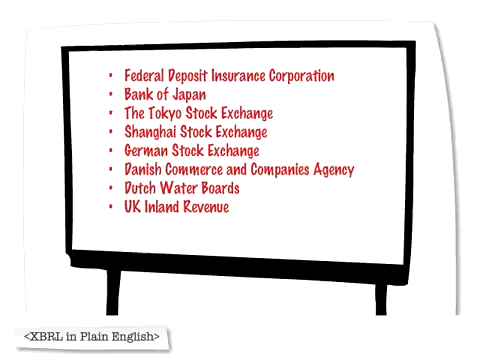 • Federal Deposit Insurance Corporation
• Bank of Japan
• The Tokyo Stock Exchange
• Shanghai Stock Exchange
• German Stock Exchange
• Danish Commerce and Companies Agency
• Dutch Water Boards
• UK Inland Revenue
<XBRL in Plain English>